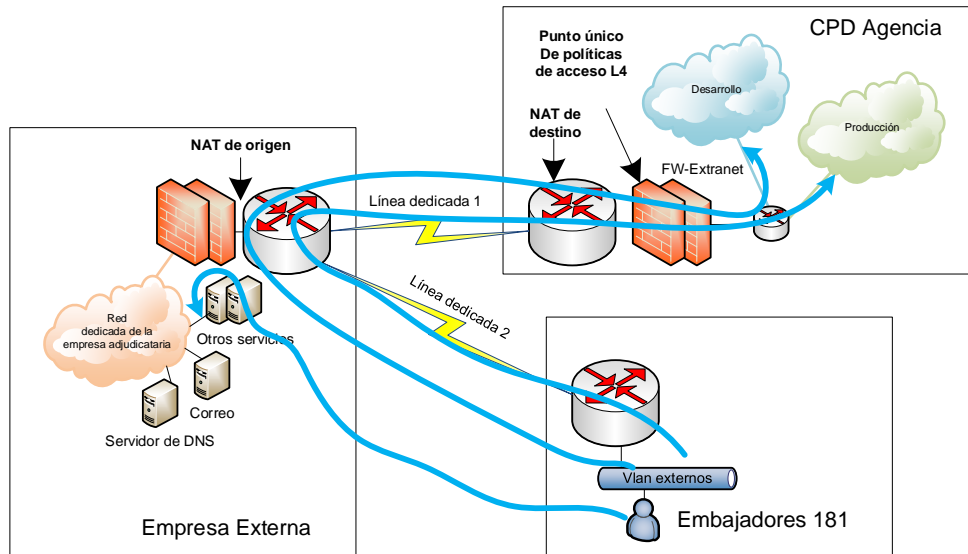 CPD Agencia
Punto único
De políticas
de acceso L4
Desarrollo
Producción
NAT de
destino
FW-Extranet
NAT de origen
Línea dedicada 1
Línea dedicada 2
Red
dedicada de la
empresa adjudicataria
Otros servicios
Correo
Servidor de DNS
Empresa Externa
Vlan externos
Embajadores 181